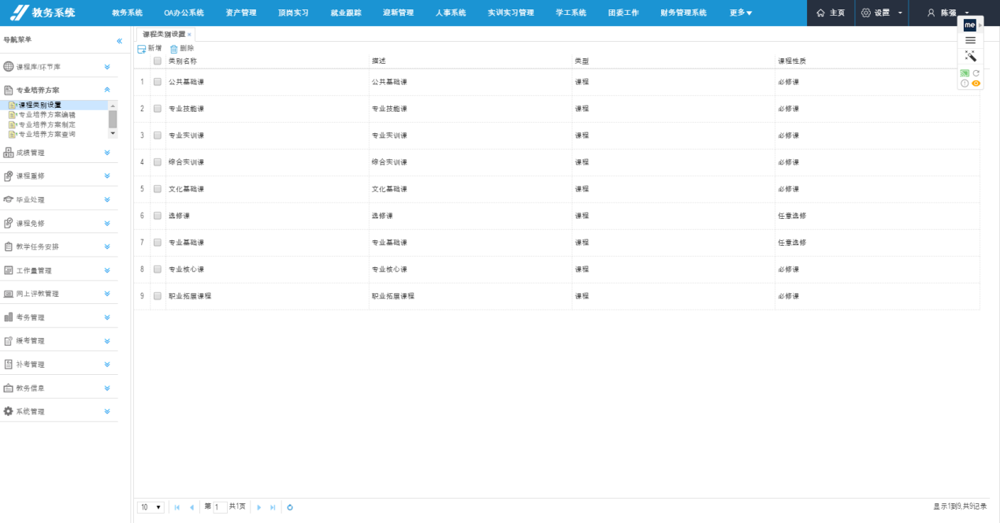 教务系统 教务系统 OA办公系统 资产管理 顶岗实习 就业跟踪 迎新管理 人事系统 实训实习管理 学工系统 团委工作 财务管理系统 更多▼ 主页 设置 陈强
me
导航菜单 «
课程库/环节库
专业培养方案
课程类别设置
专业培养方案编辑
专业培养方案制定
专业培养方案查询
成绩管理
课程重修
毕业处理
课程免修
教学任务安排
工作量管理
网上评教管理
考务管理
缓考管理
补考管理
教务信息
系统管理
课程类别设置 ×
新增 删除
类别名称 描述 类型 课程性质
1 公共基础课 公共基础课 课程 必修课
2 专业技能课 专业技能课 课程 必修课
3 专业实训课 专业实训课 课程 必修课
4 综合实训课 综合实训课 课程 必修课
5 文化基础课 文化基础课 课程 必修课
6 选修课 选修课 课程 任意选修
7 专业基础课 专业基础课 课程 任意选修
8 专业核心课 专业核心课 课程 必修课
9 职业拓展课程 职业拓展课程 课程 必修课
10 第 1 共1页 显示1到9,共9记录